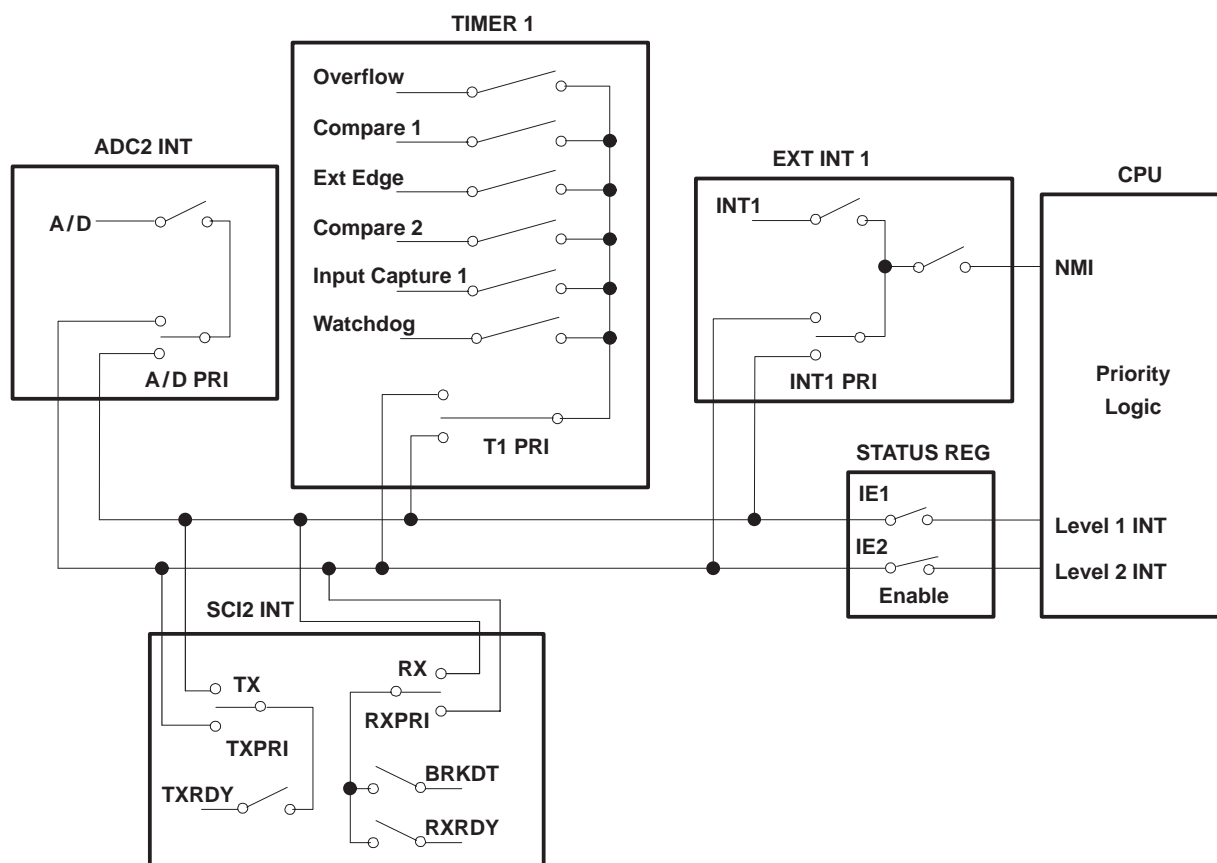 TIMER 1
Overflow
Compare 1
Ext Edge
Compare 2
Input Capture 1
Watchdog
T1 PRI
ADC2 INT
A/D
A/D PRI
EXT INT 1
INT1
INT1 PRI
CPU
NMI
Priority
Logic
Level 1 INT
Level 2 INT
STATUS REG
IE1
IE2
Enable
SCI2 INT
TX
TXPRI
TXRDY
RX
RXPRI
BRKDT
RXRDY